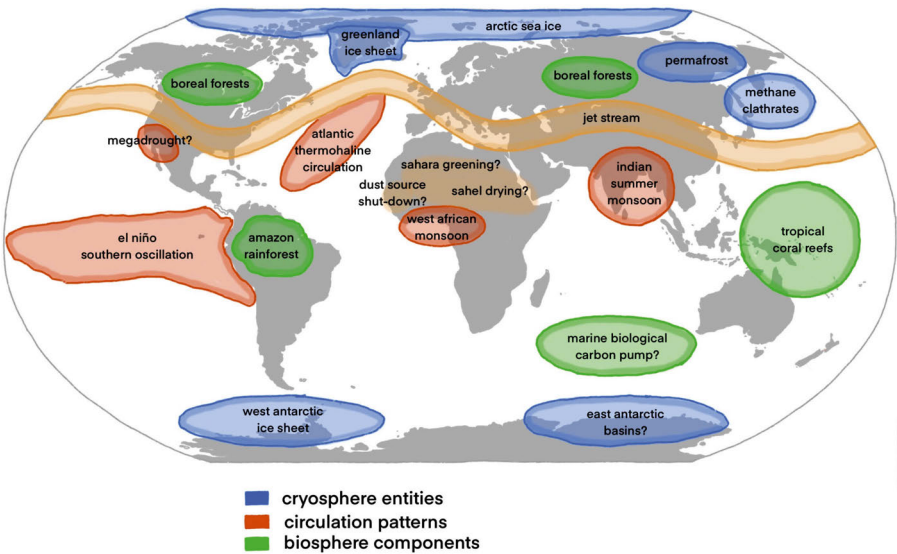 arctic sea ice
greenland
ice sheet
boreal forests
boreal forests
permafrost
methane
clathrates
jet stream
megadrought?
atlantic
thermohaline
circulation
sahara greening?
dust source
shut-down?
sahel drying?
indian
summer
monsoon
west african
monsoon
el niño
southern oscillation
amazon
rainforest
tropical
coral reefs
marine biological
carbon pump?
west antarctic
ice sheet
east antarctic
basins?
cryosphere entities
circulation patterns
biosphere components